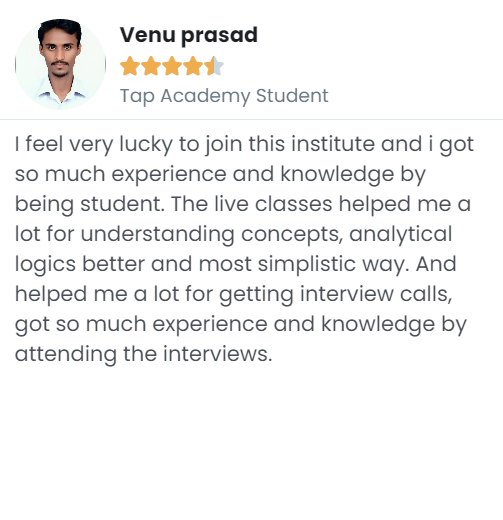 Venu prasad
Tap Academy Student
I feel very lucky to join this institute and i got
so much experience and knowledge by
being student. The live classes helped me a
lot for understanding concepts, analytical
logics better and most simplistic way. And
helped me a lot for getting interview calls,
got so much experience and knowledge by
attending the interviews.